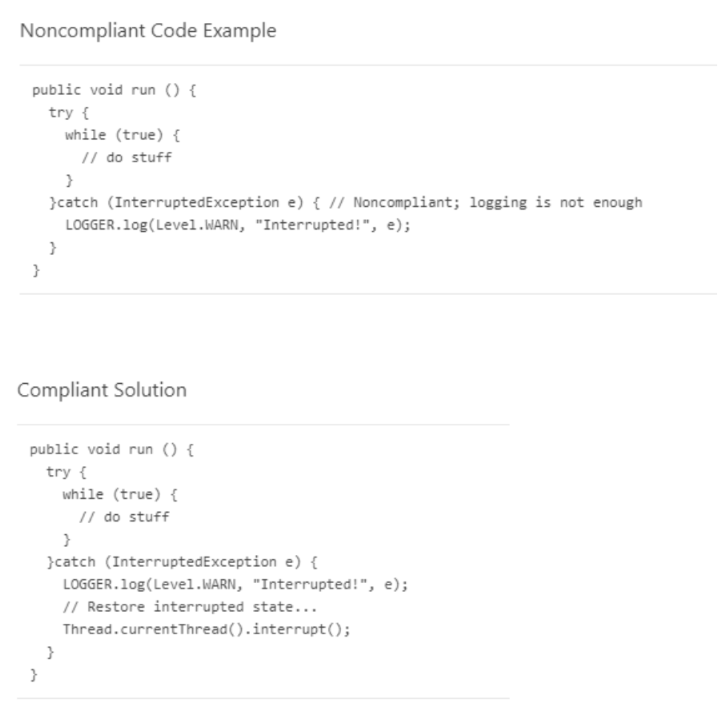 Noncompliant Code Example
public void run () {
  try {
    while (true) {
      // do stuff
    }
  }catch (InterruptedException e) { // Noncompliant; logging is not enough
    LOGGER.log(Level.WARN, "Interrupted!", e);
  }
}
Compliant Solution
public void run () {
  try {
    while (true) {
      // do stuff
    }
  }catch (InterruptedException e) {
    LOGGER.log(Level.WARN, "Interrupted!", e);
    // Restore interrupted state...
    Thread.currentThread().interrupt();
  }
}